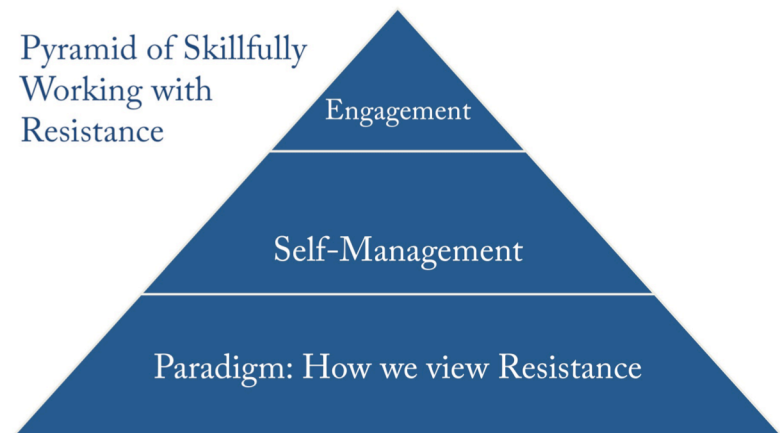 Pyramid of Skillfully
Working with
Resistance
Engagement
Self-Management
Paradigm: How we view Resistance